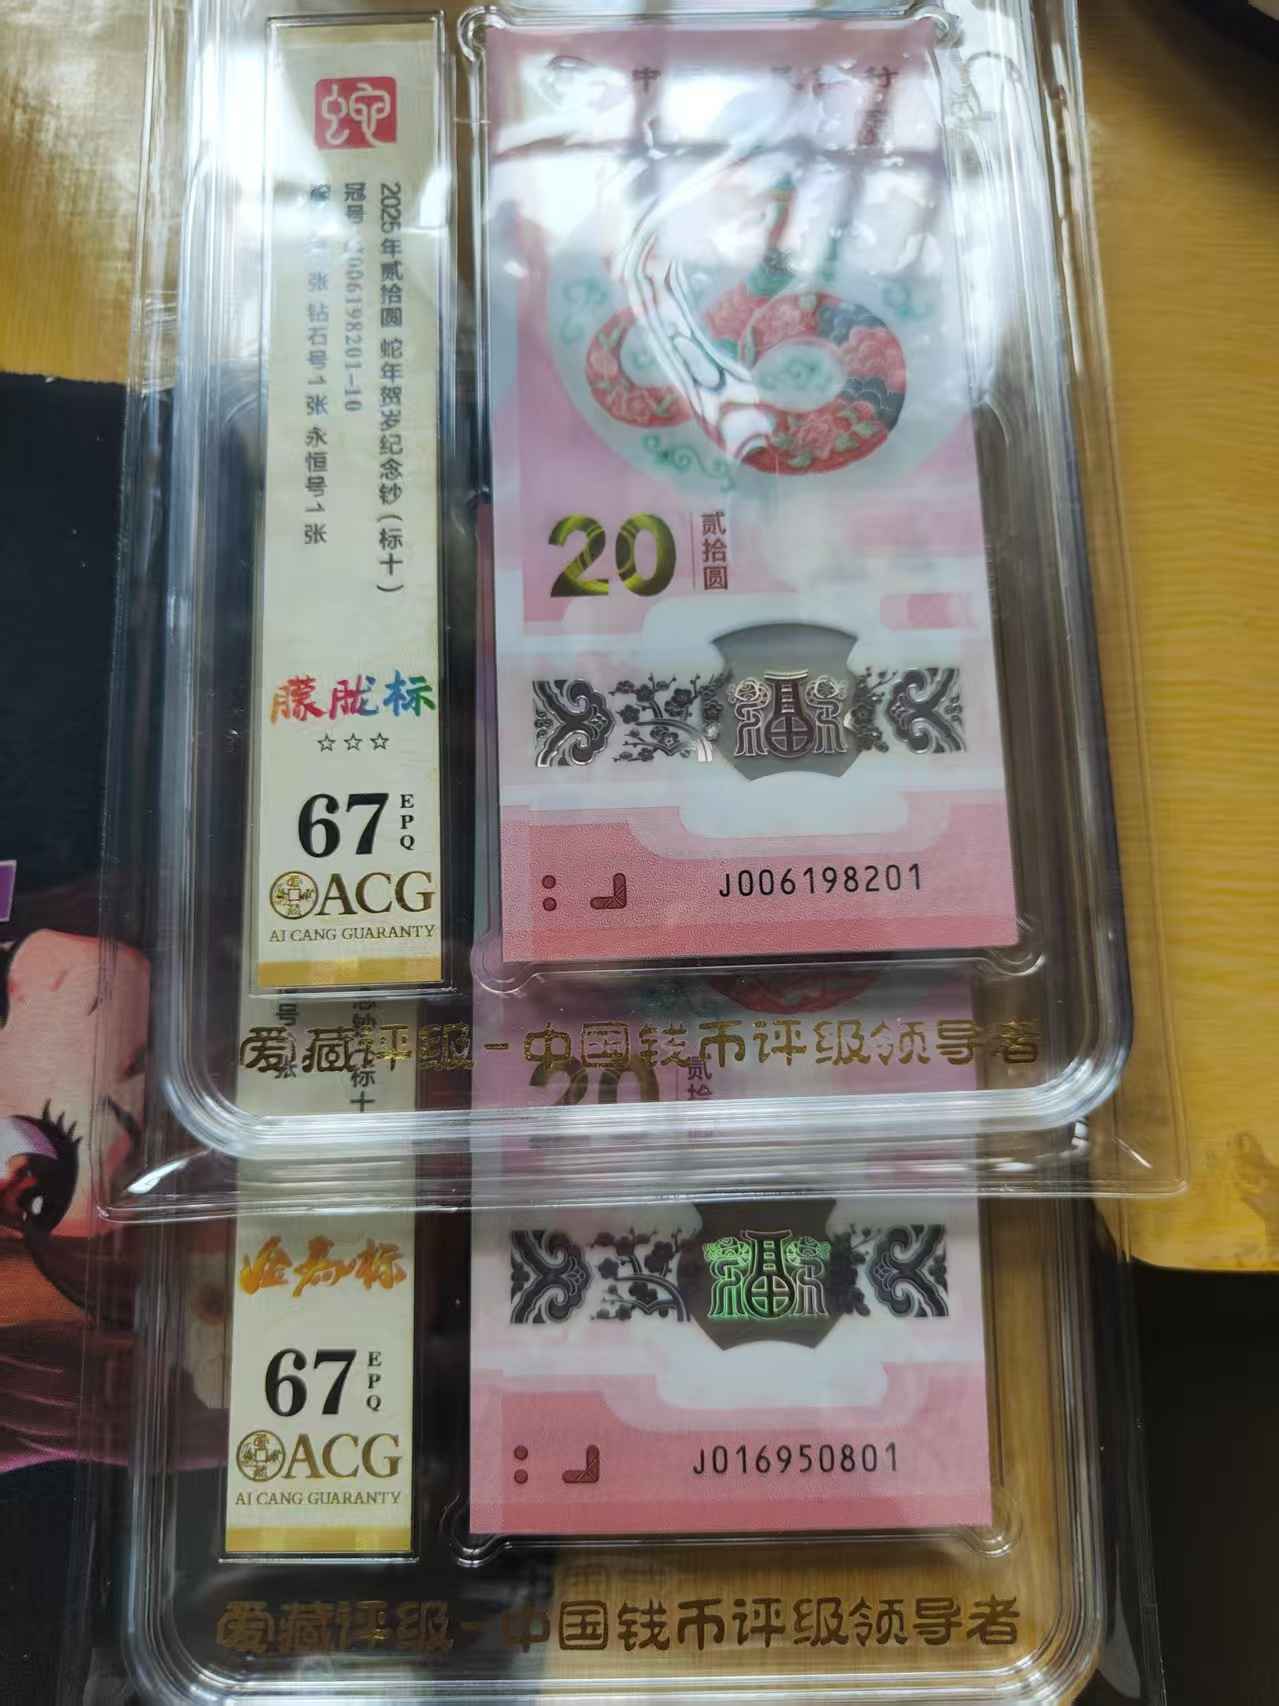 蛇
2025年贰拾圆 蛇年贺岁纪念钞(标十)
冠号:J006198201-10
张 钻石号1张 永恒号1张
朦胧标
☆☆☆
67 EPQ
ACG
AI CANG GUARANTY
20 贰拾圆
J006198201
爱藏评级-中国钱币评级领导者
20
67 EPQ
ACG
AI CANG GUARANTY
J016950801
爱藏评级-中国钱币评级领导者